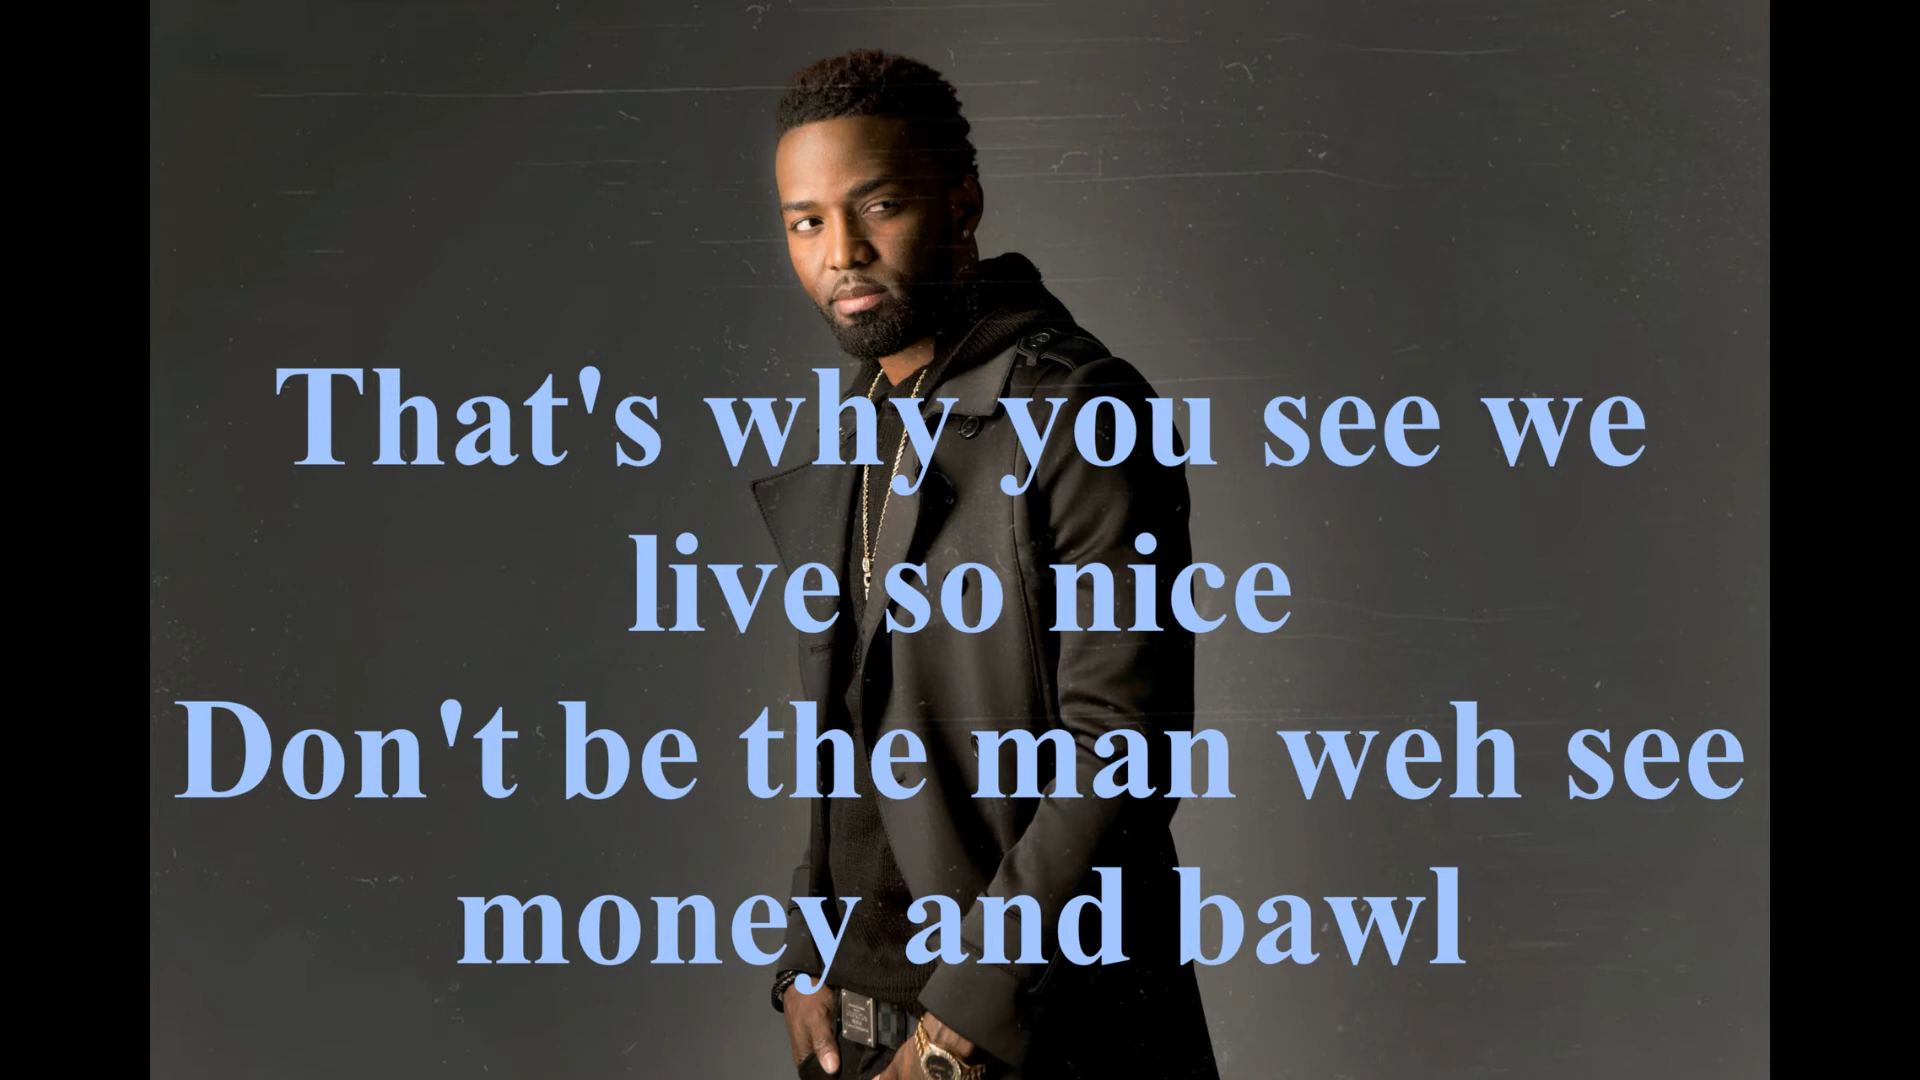 That's why you see we
live so nice
Don't be the man weh see
money and bawl